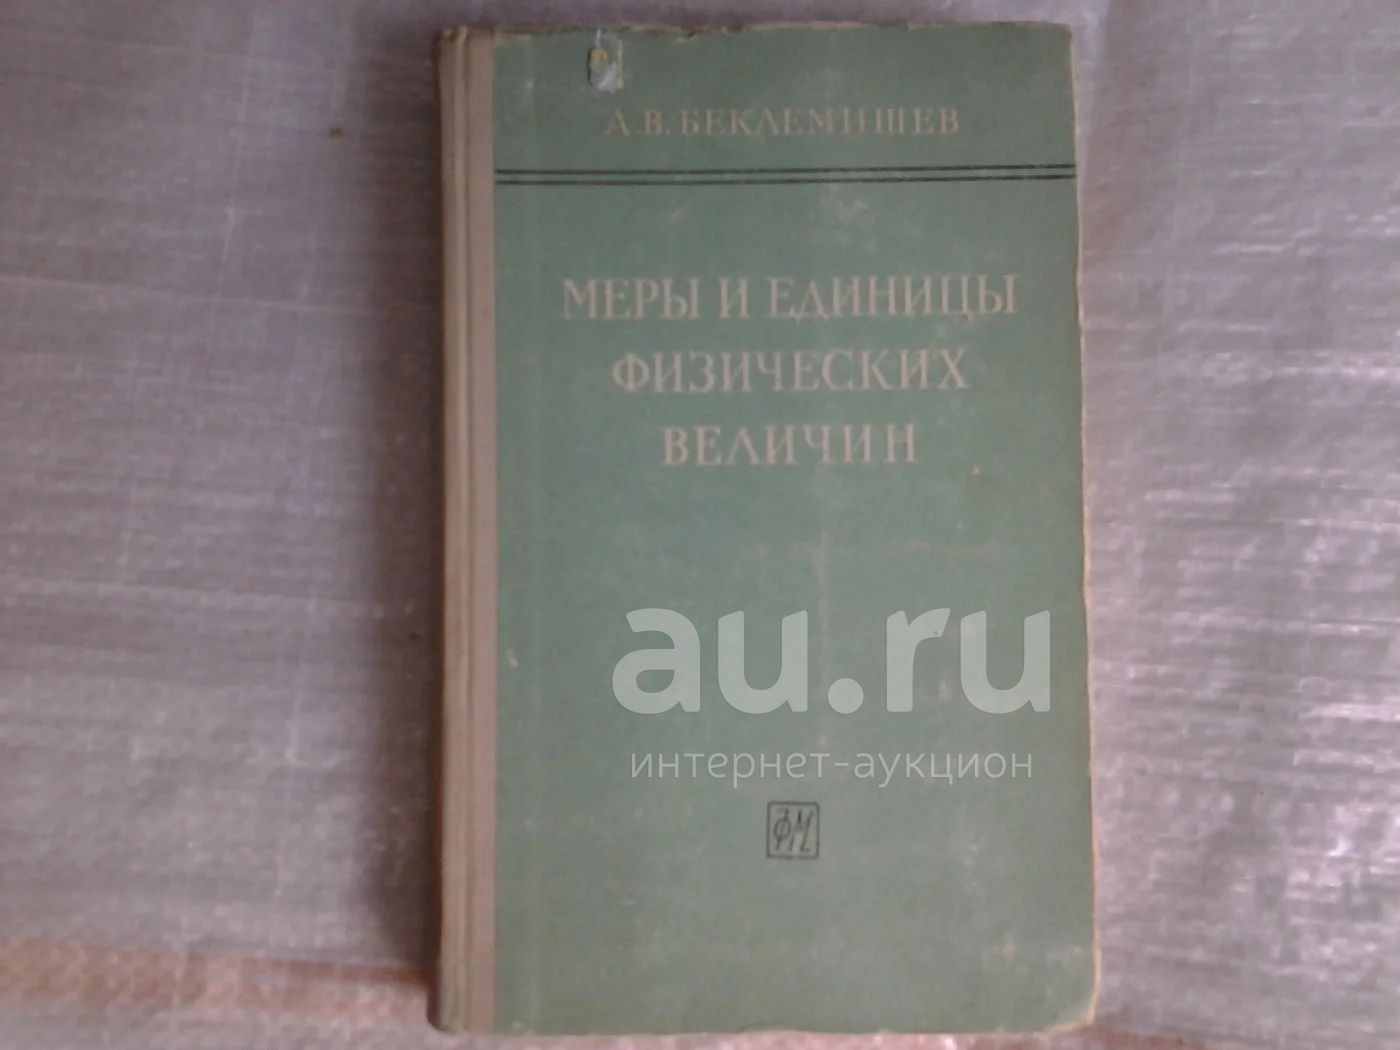 А.В. БЕКЛЕМИШЕВ
МЕРЫ И ЕДИНИЦЫ
ФИЗИЧЕСКИХ
ВЕЛИЧИН
au.ru
интернет-аукцион
ФМ